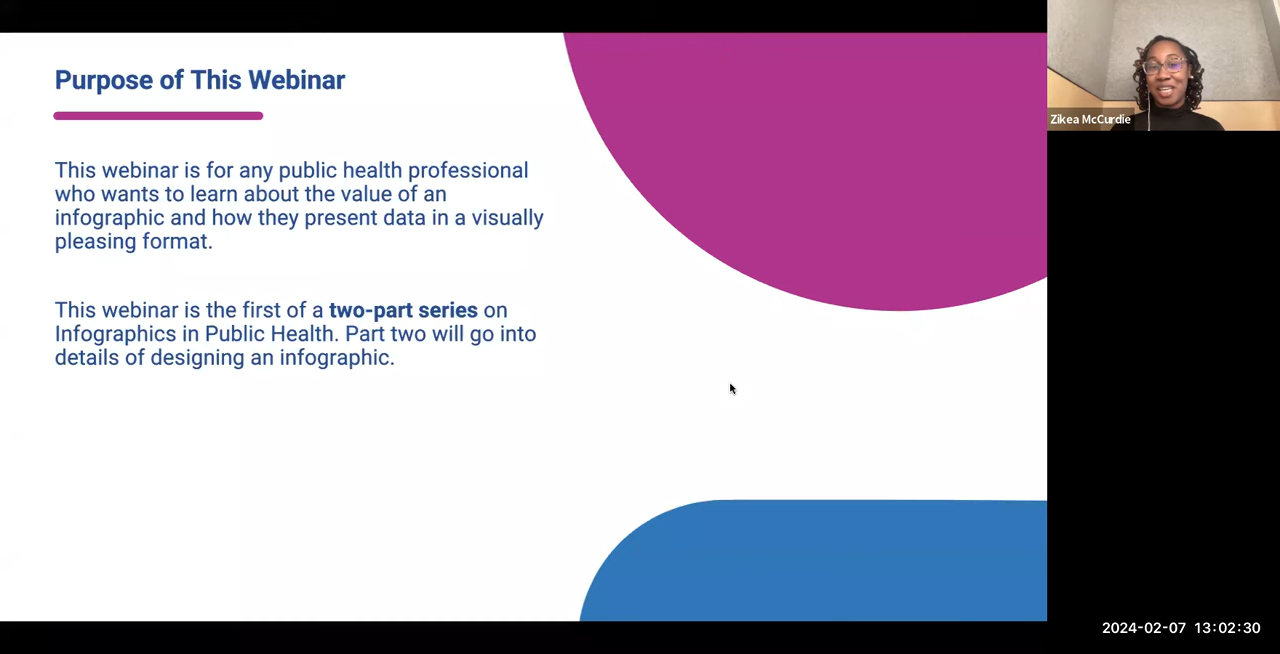 Purpose of This Webinar
This webinar is for any public health professional
who wants to learn about the value of an
infographic and how they present data in a visually
pleasing format.
This webinar is the first of a two-part series on
Infographics in Public Health. Part two will go into
details of designing an infographic.
Zikea McCurdie
2024-02-07 13:02:30